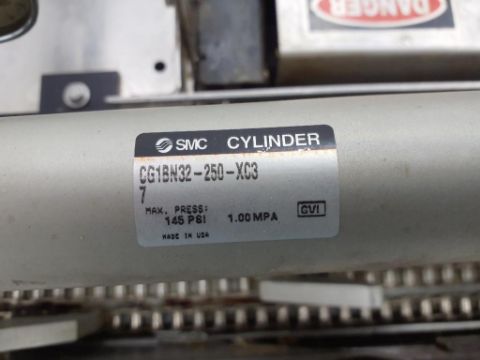 DANGER
SMC CYLINDER
CG1BN32-250-XC3
7
MAX. PRESS:
145 PSI 1.00 MPA
GVI
MADE IN USA